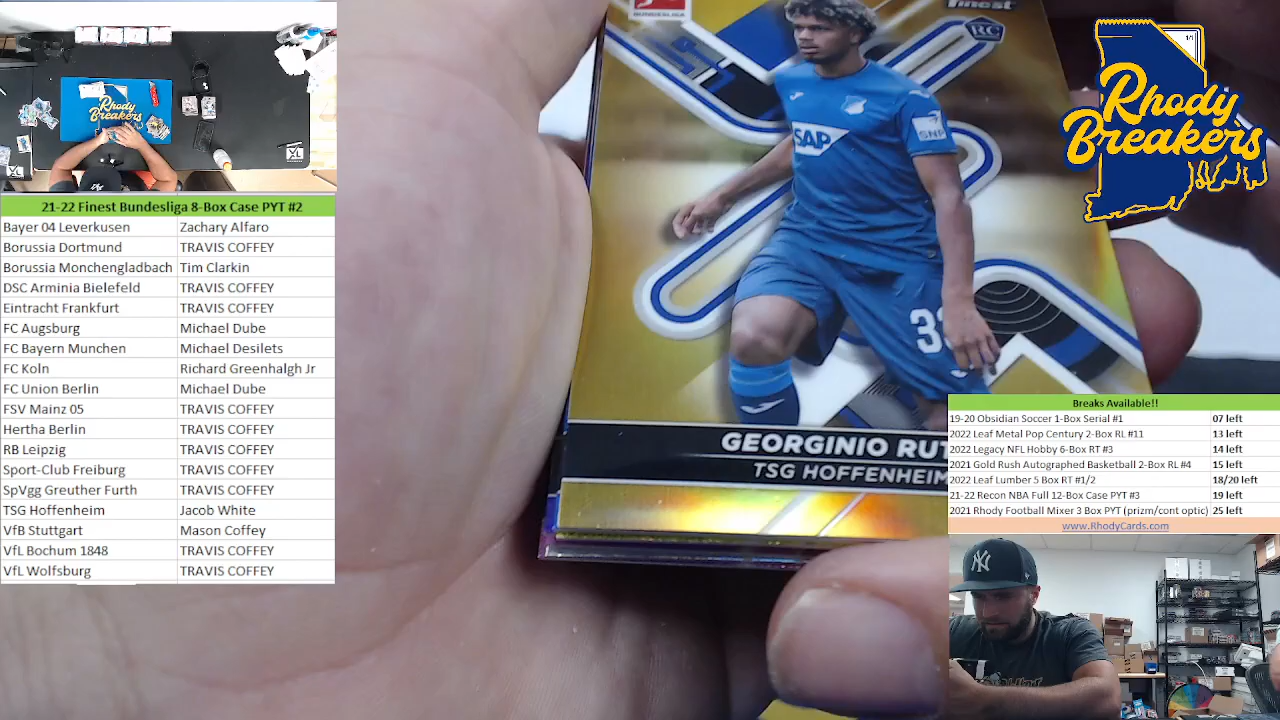 Rhody
Breakers
21-22 Finest Bundesliga 8-Box Case PYT #2
Bayer 04 Leverkusen Zachary Alfaro
Borussia Dortmund TRAVIS COFFEY
Borussia Monchengladbach Tim Clarkin
DSC Arminia Bielefeld TRAVIS COFFEY
Eintracht Frankfurt TRAVIS COFFEY
FC Augsburg Michael Dube
FC Bayern Munchen Michael Desilets
FC Koln Richard Greenhalgh Jr
FC Union Berlin Michael Dube
FSV Mainz 05 TRAVIS COFFEY
Hertha Berlin TRAVIS COFFEY
RB Leipzig TRAVIS COFFEY
Sport-Club Freiburg TRAVIS COFFEY
SpVgg Greuther Furth TRAVIS COFFEY
TSG Hoffenheim Jacob White
VfB Stuttgart Mason Coffey
VfL Bochum 1848 TRAVIS COFFEY
VfL Wolfsburg TRAVIS COFFEY
BUNDESLIGA
finest
RC
SAP
SNP
GEORGINIO RUT
TSG HOFFENHEIM
1/1
Rhody
Breakers
Breaks Available!!
19-20 Obsidian Soccer 1-Box Serial #1 07 left
2022 Leaf Metal Pop Century 2-Box RL #11 13 left
2022 Legacy NFL Hobby 6-Box RT #3 14 left
2021 Gold Rush Autographed Basketball 2-Box RL #4 15 left
2022 Leaf Lumber 5 Box RT #1/2 18/20 left
21-22 Recon NBA Full 12-Box Case PYT #3 19 left
2021 Rhody Football Mixer 3 Box PYT (prizm/cont optic) 25 left
www.RhodyCards.com